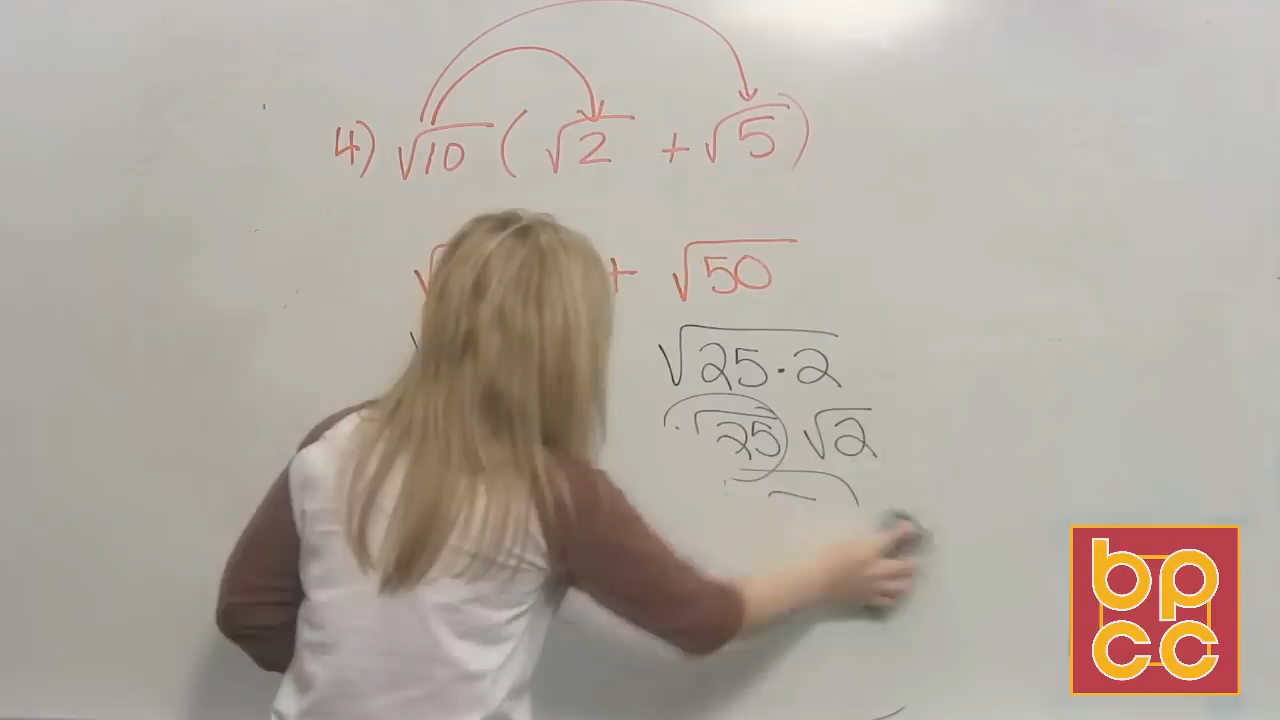 4) √10 ( √2 + √5 )
+ √50
√25·2
√25 √2
bpcc